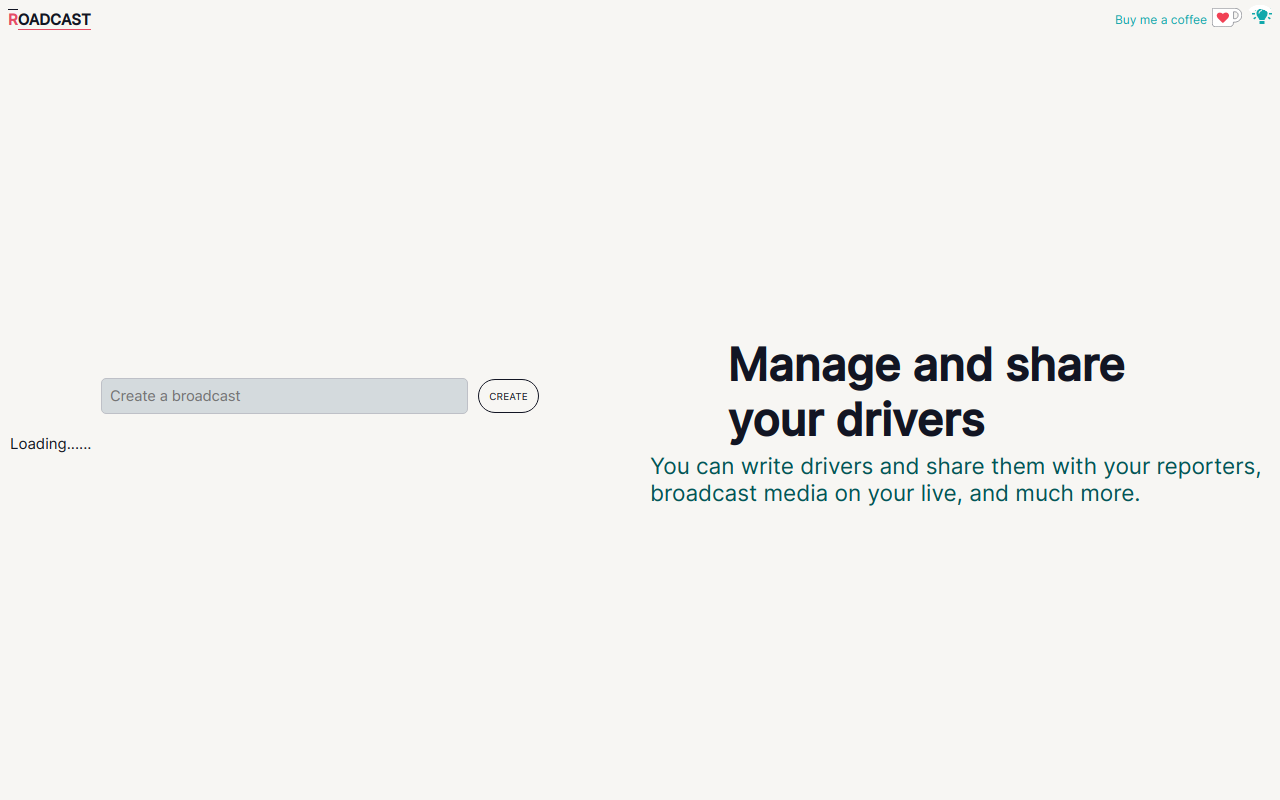 ROADCAST
Buy me a coffee
Create a broadcast
CREATE
Loading......
Manage and share
your drivers
You can write drivers and share them with your reporters,
broadcast media on your live, and much more.